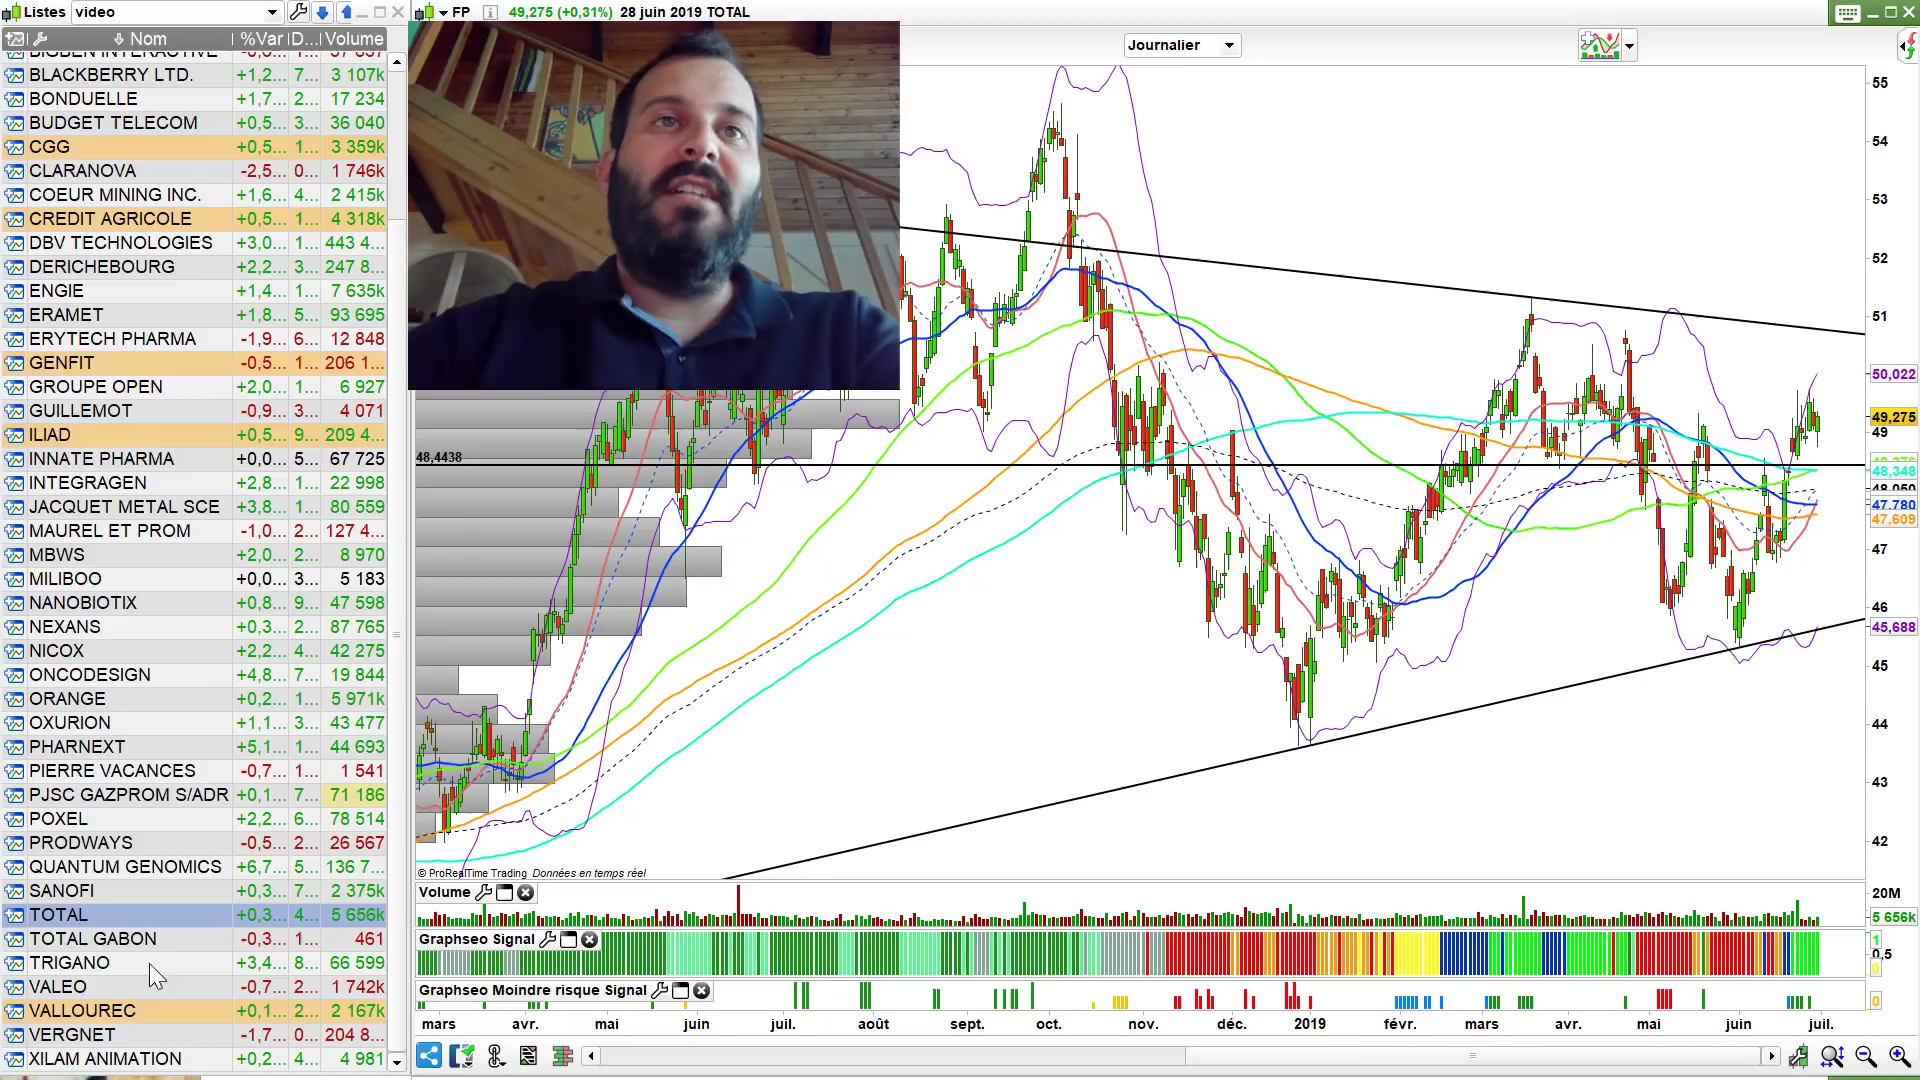 Listes video
FP 49,275 (+0,31%) 28 juin 2019 TOTAL
Nom %Var D... Volume
Journalier
BIGBEN INTERACTIVE
BLACKBERRY LTD. +1,2... 7... 3 107k
BONDUELLE +1,7... 2... 17 234
BUDGET TELECOM +0,5... 3... 36 040
CGG +0,5... 1... 3 359k
CLARANOVA -2,5... 0... 1 746k
COEUR MINING INC. +1,6... 4... 2 415k
CREDIT AGRICOLE +0,5... 1... 4 318k
DBV TECHNOLOGIES +3,0... 1... 443 4...
DERICHEBOURG +2,2... 3... 247 8...
ENGIE +1,4... 1... 7 635k
ERAMET +1,8... 5... 93 695
ERYTECH PHARMA -1,9... 6... 12 848
GENFIT -0,5... 1... 206 1...
GROUPE OPEN +2,0... 1... 6 927
GUILLEMOT -0,9... 3... 4 071
ILIAD +0,5... 9... 209 4...
INNATE PHARMA +0,0... 5... 67 725
INTEGRAGEN +2,8... 1... 22 998
JACQUET METAL SCE +3,8... 1... 80 559
MAUREL ET PROM -1,0... 2... 127 4...
MBWS +2,0... 2... 8 970
MILIBOO +0,0... 3... 5 183
NANOBIOTIX +0,8... 9... 47 598
NEXANS +0,3... 2... 87 765
NICOX +2,2... 4... 42 275
ONCODESIGN +4,8... 7... 19 844
ORANGE +0,2... 1... 5 971k
OXURION +1,1... 3... 43 477
PHARNEXT +5,1... 1... 44 693
PIERRE VACANCES -0,7... 1... 1 541
PJSC GAZPROM S/ADR +0,1... 7... 71 186
POXEL +2,2... 6... 78 514
PRODWAYS -0,5... 2... 26 567
QUANTUM GENOMICS +6,7... 5... 136 7...
SANOFI +0,3... 7... 2 375k
TOTAL +0,3... 4... 5 656k
TOTAL GABON -0,3... 1... 461
TRIGANO +3,4... 8... 66 599
VALEO -0,7... 2... 1 742k
VALLOUREC +0,1... 2... 2 167k
VERGNET -1,7... 0... 204 8...
XILAM ANIMATION +0,2... 4... 4 981
55
54
53
52
51
50,022
49,275
49
48,4438
48,348
48,050
47,780
47,609
47
46
45,688
45
44
43
42
© ProRealTime Trading Données en temps réel
Volume
20M
5 656k
Graphseo Signal
1
0,5
0
Graphseo Moindre risque Signal
0
mars avr. mai juin juil. août sept. oct. nov. déc. 2019 févr. mars avr. mai juin juil.